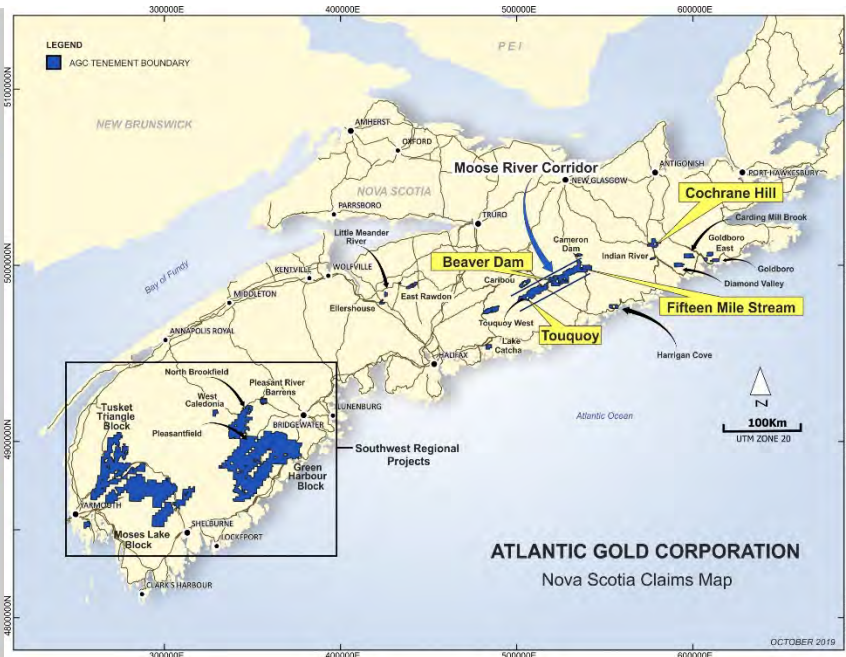 300000E
400000E
500000E
600000E
LEGEND
AGC TENEMENT BOUNDARY
PEI
5100000N
NEW BRUNSWICK
AMHERST
OXFORD
Moose River Corridor
ANTIGONISH
PORT HAWKESBURY
NEW GLASGOW
NOVA SCOTIA
Cochrane Hill
PARRSBORO
TRURO
Carding Mill Brook
Little Meander
River
Cameron
Dam
Indian River
Goldboro
East
5000000N
Bay of Fundy
KENTVILLE
WOLFVILLE
Beaver Dam
Caribou
Goldboro
Diamond Valley
MIDDLETON
Ellershouse
East Rawdon
Fifteen Mile Stream
Touquoy West
Touquoy
ANNAPOLIS ROYAL
HALIFAX
Lake
Catcha
Harrigan Cove
North Brookfield
Pleasant River
Barrens
West
Caledonia
N
Tusket
Triangle
Block
LUNENBURG
Atlantic Ocean
100Km
UTM ZONE 20
BRIDGEWATER
Pleasantfield
4900000N
Southwest Regional
Projects
Green
Harbour
Block
YARMOUTH
SHELBURNE
Moses Lake
Block
LOCKEPORT
ATLANTIC GOLD CORPORATION
Nova Scotia Claims Map
CLARK'S HARBOUR
4800000N
OCTOBER 2019
300000E
400000E
500000E
600000E